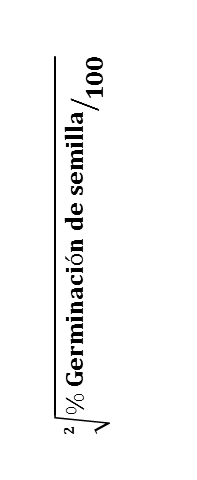 ²√% Germinación de semilla/100